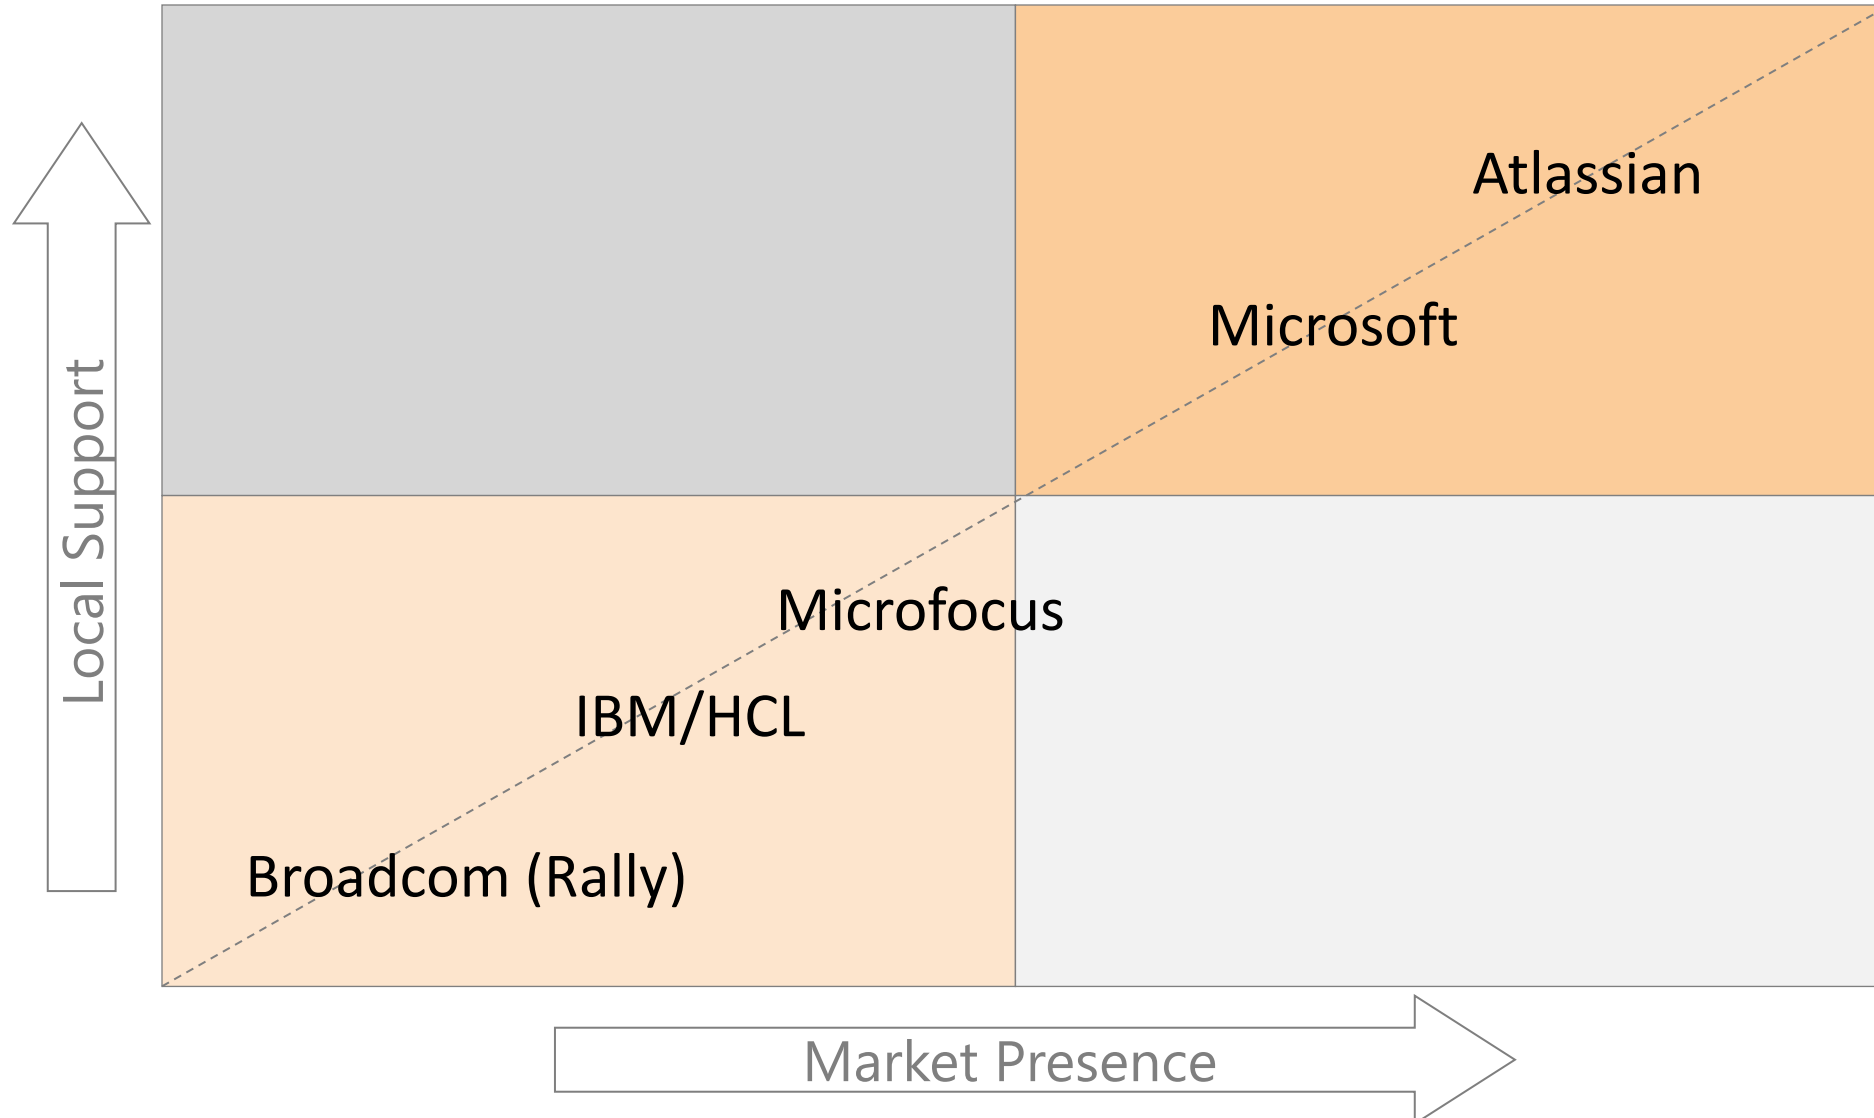 Atlassian
Microsoft
Local Support
Microfocus
IBM/HCL
Broadcom (Rally)
Market Presence